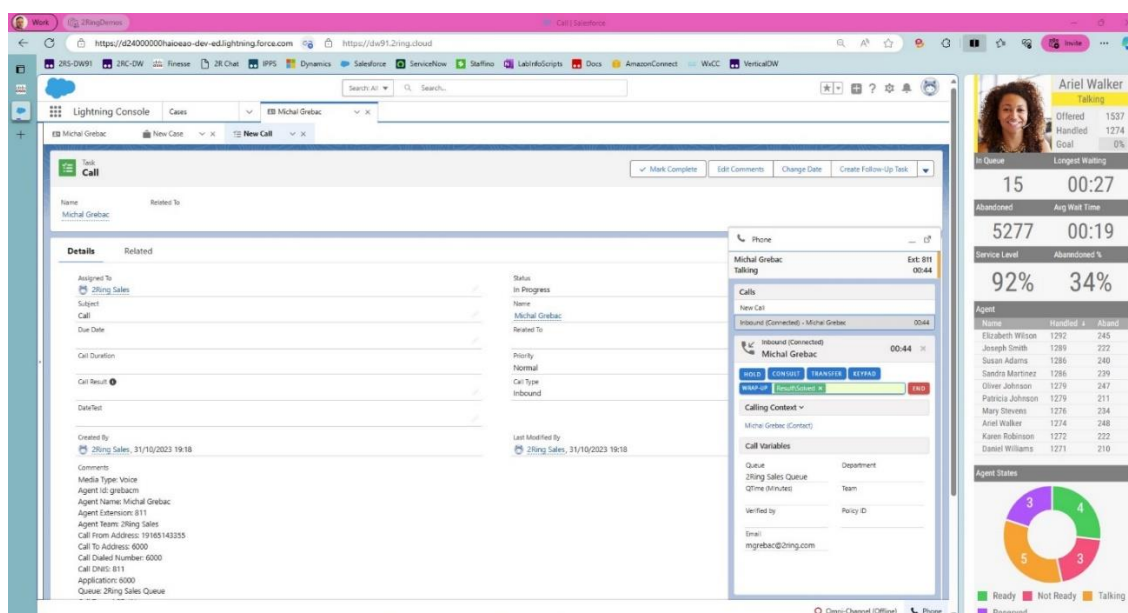 Work
2RingDemos
Call | Salesforce
https://d24000000haioeao-dev-ed.lightning.force.com
https://dw91.2ring.cloud
Invite
2RS-DW91 2RC-DW Finesse 2R Chat IPPS Dynamics Salesforce ServiceNow Staffino LabInfoScripts Docs AmazonConnect WxCC VerticalDW
Search: All Search...
Lightning Console Cases Michal Grebac
Michal Grebac New Case New Call
Task
Call
Mark Complete Edit Comments Change Date Create Follow-Up Task
Name Related To
Michal Grebac
Details Related
Assigned To
2Ring Sales
Subject
Call
Due Date
Call Duration
Call Result
DateTest
Created By
2Ring Sales, 31/10/2023 19:18
Comments
Media Type: Voice
Agent Id: grebacm
Agent Name: Michal Grebac
Agent Extension: 811
Agent Team: 2Ring Sales
Call From Address: 19165143355
Call To Address: 6000
Call Dialed Number: 6000
Call DNIS: 811
Application: 6000
Queue: 2Ring Sales Queue
Status
In Progress
Name
Michal Grebac
Related To
Priority
Normal
Call Type
Inbound
Last Modified By
2Ring Sales, 31/10/2023 19:18
Phone
Michal Grebac Ext: 811
Talking 00:44
Calls
New Call
Inbound (Connected) - Michal Grebac 00:44
Inbound (Connected)
Michal Grebac 00:44
HOLD CONSULT TRANSFER KEYPAD
WRAP-UP Result\Solved × END
Calling Context
Michal Grebac (Contact)
Call Variables
Queue Department
2Ring Sales Queue
QTime (Minutes) Team
Verified by Policy ID
Email
mgrebac@2ring.com
Omni-Channel (Offline) Phone
Ariel Walker
Talking
Offered 1537
Handled 1274
Goal 0%
In Queue Longest Waiting
15 00:27
Abandoned Avg Wait Time
5277 00:19
Service Level Abandoned %
92% 34%
Agent
Name Handled ↓ Aband
Elizabeth Wilson 1292 245
Joseph Smith 1289 222
Susan Adams 1286 240
Sandra Martinez 1286 239
Oliver Johnson 1279 247
Patricia Johnson 1279 211
Mary Stevens 1276 234
Ariel Walker 1274 248
Karen Robinson 1272 222
Daniel Williams 1271 210
Agent States
3
4
5
3
Ready Not Ready Talking
Reserved